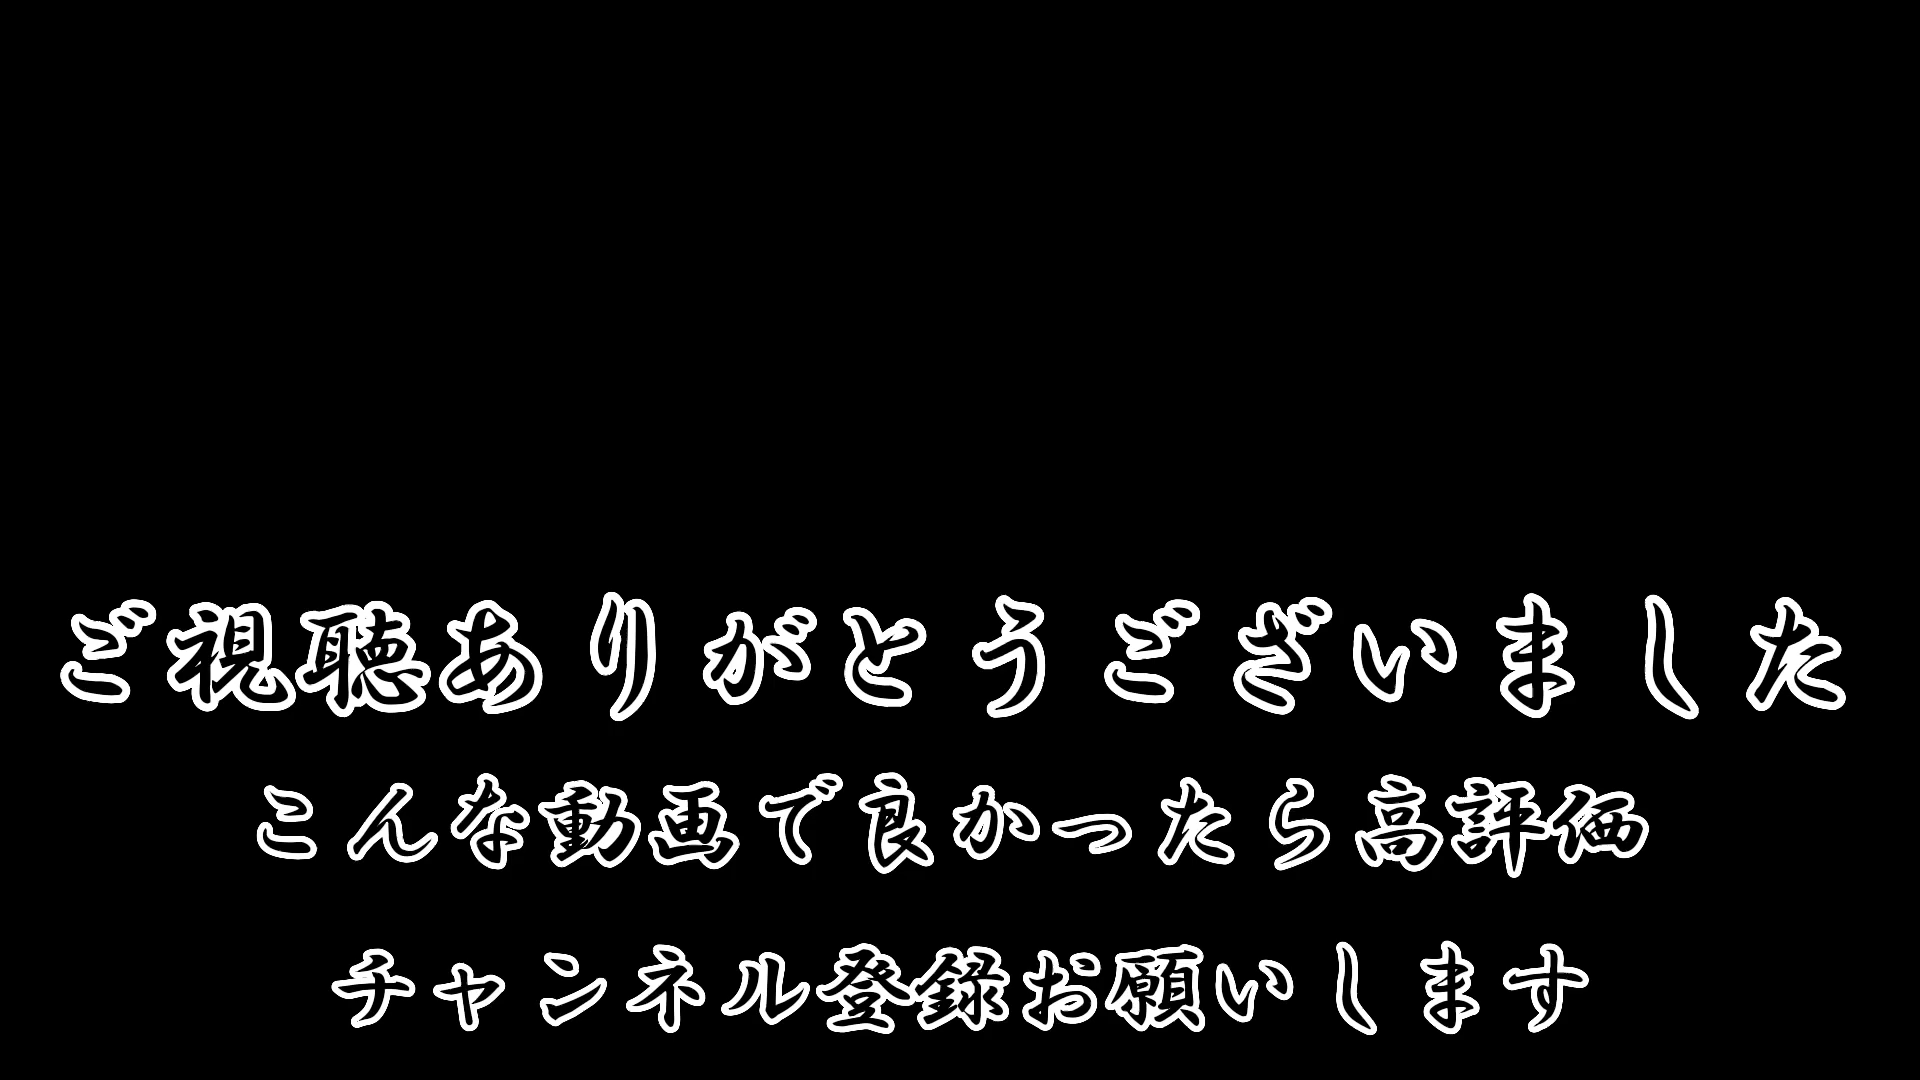 ご視聴ありがとうございました
こんな動画で良かったら高評価
チャンネル登録お願いします